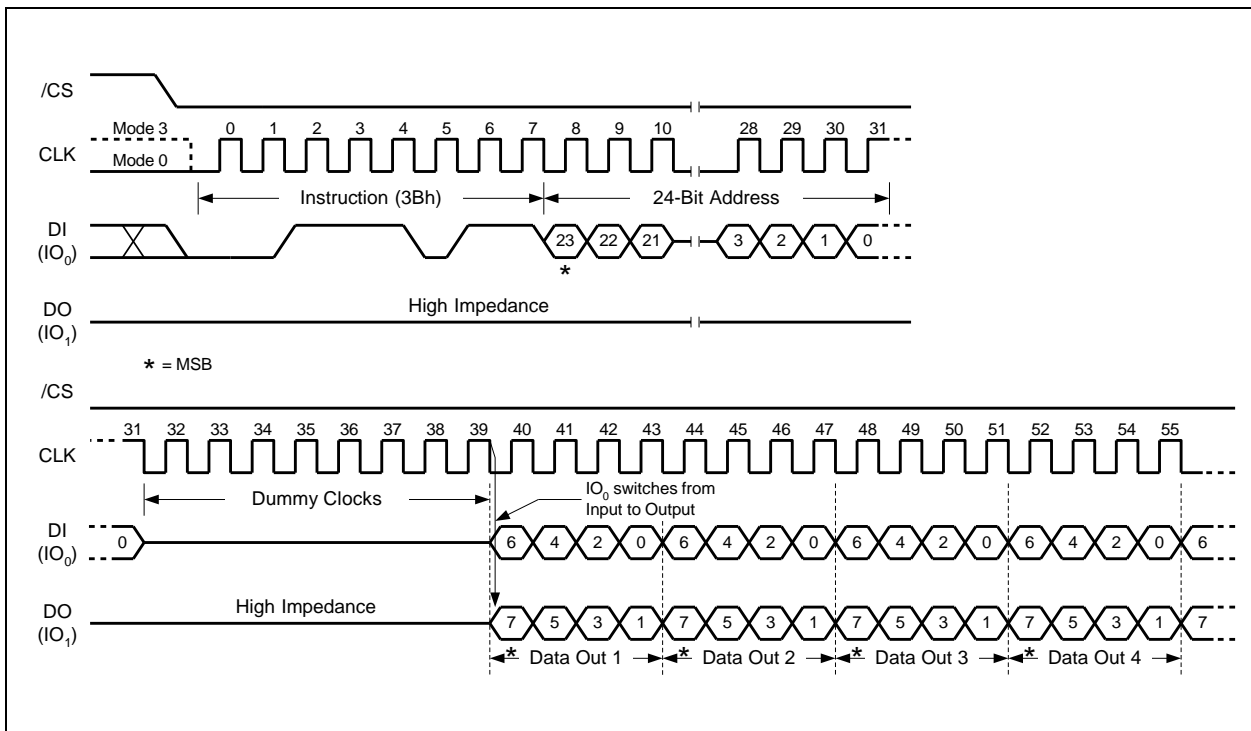 /CS
Mode 3 0 1 2 3 4 5 6 7 8 9 10 28 29 30 31
CLK
Mode 0
Instruction (3Bh) 24-Bit Address
DI
(IO0) 23 22 21 3 2 1 0
*
DO High Impedance
(IO1)
* = MSB
/CS
31 32 33 34 35 36 37 38 39 40 41 42 43 44 45 46 47 48 49 50 51 52 53 54 55
CLK
Dummy Clocks IO0 switches from
Input to Output
DI
(IO0) 0 6 4 2 0 6 4 2 0 6 4 2 0 6 4 2 0 6
DO High Impedance
(IO1) 7 5 3 1 7 5 3 1 7 5 3 1 7 5 3 1 7
* Data Out 1 * Data Out 2 * Data Out 3 * Data Out 4